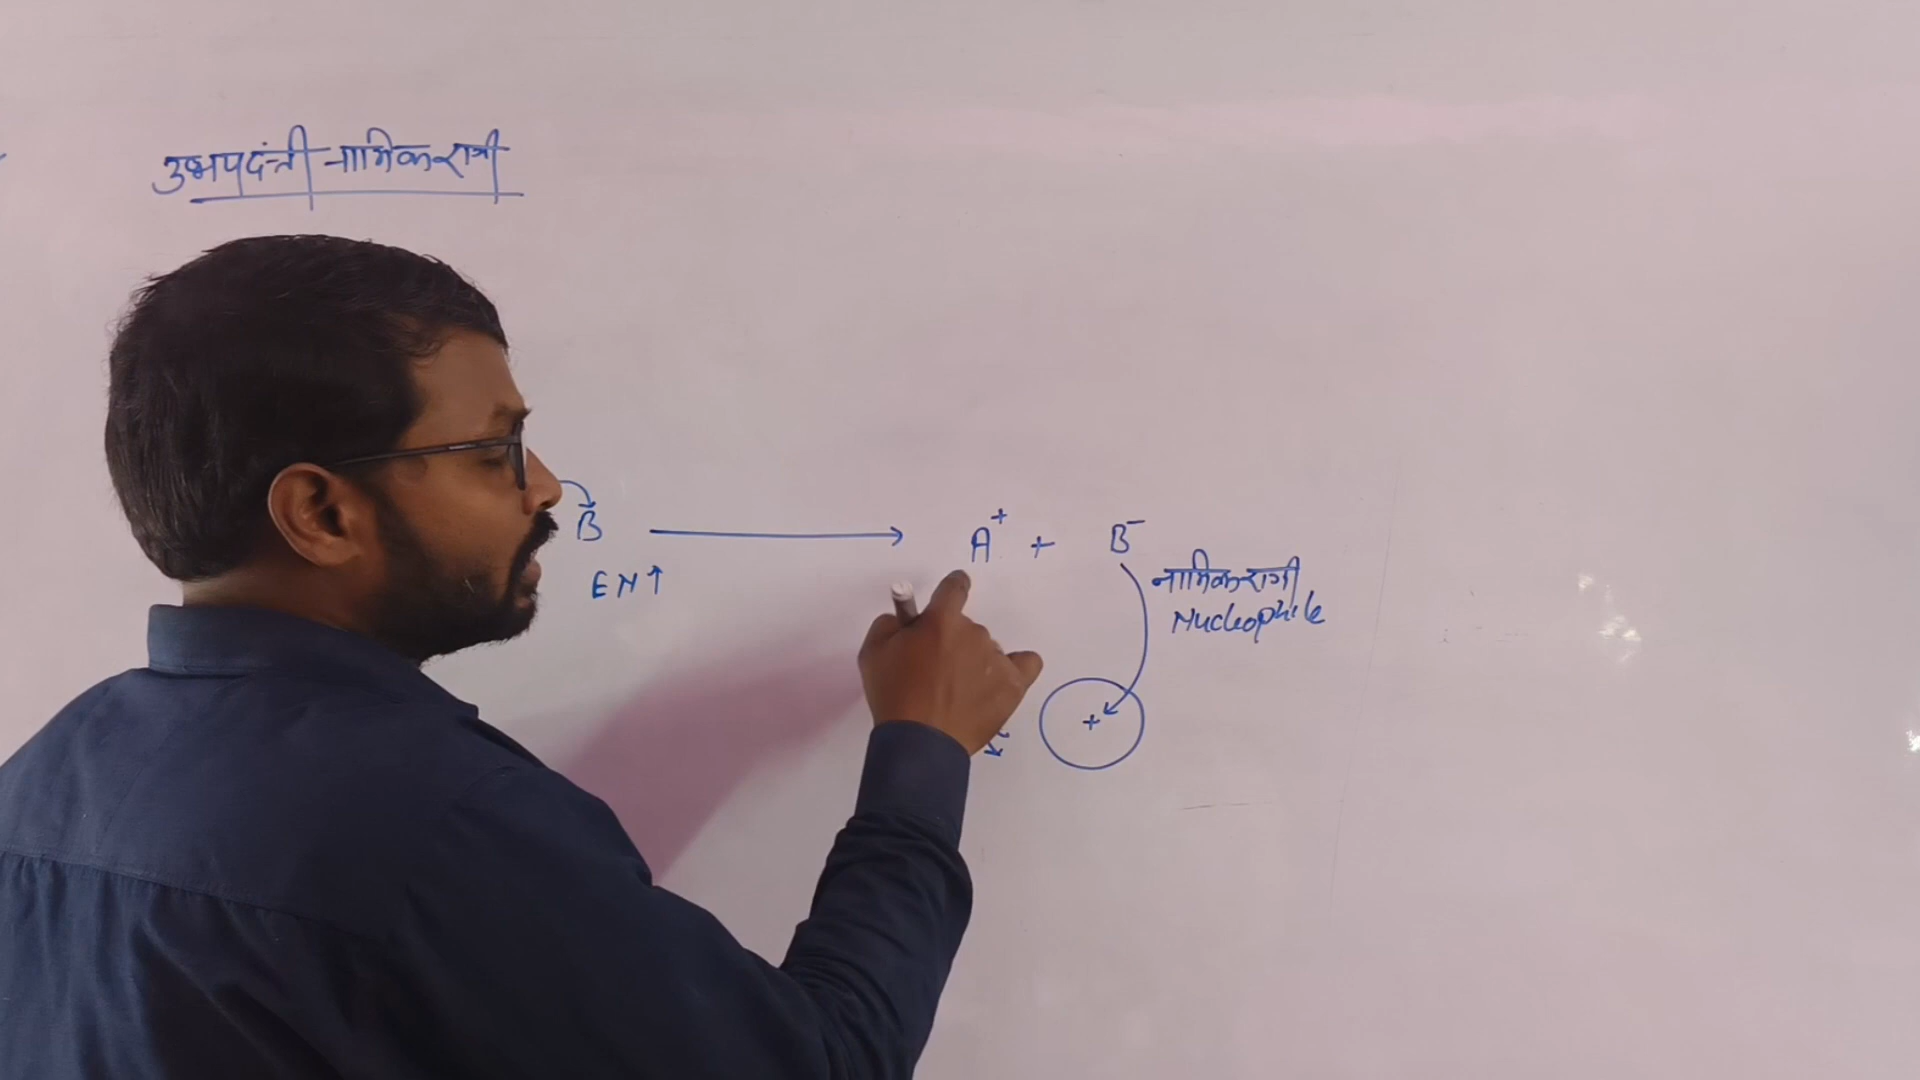 उभयदंती नाभिकरागी
B ⟶ A⁺ + B⁻
EN↑
नाभिकरागी
Nucleophile
+